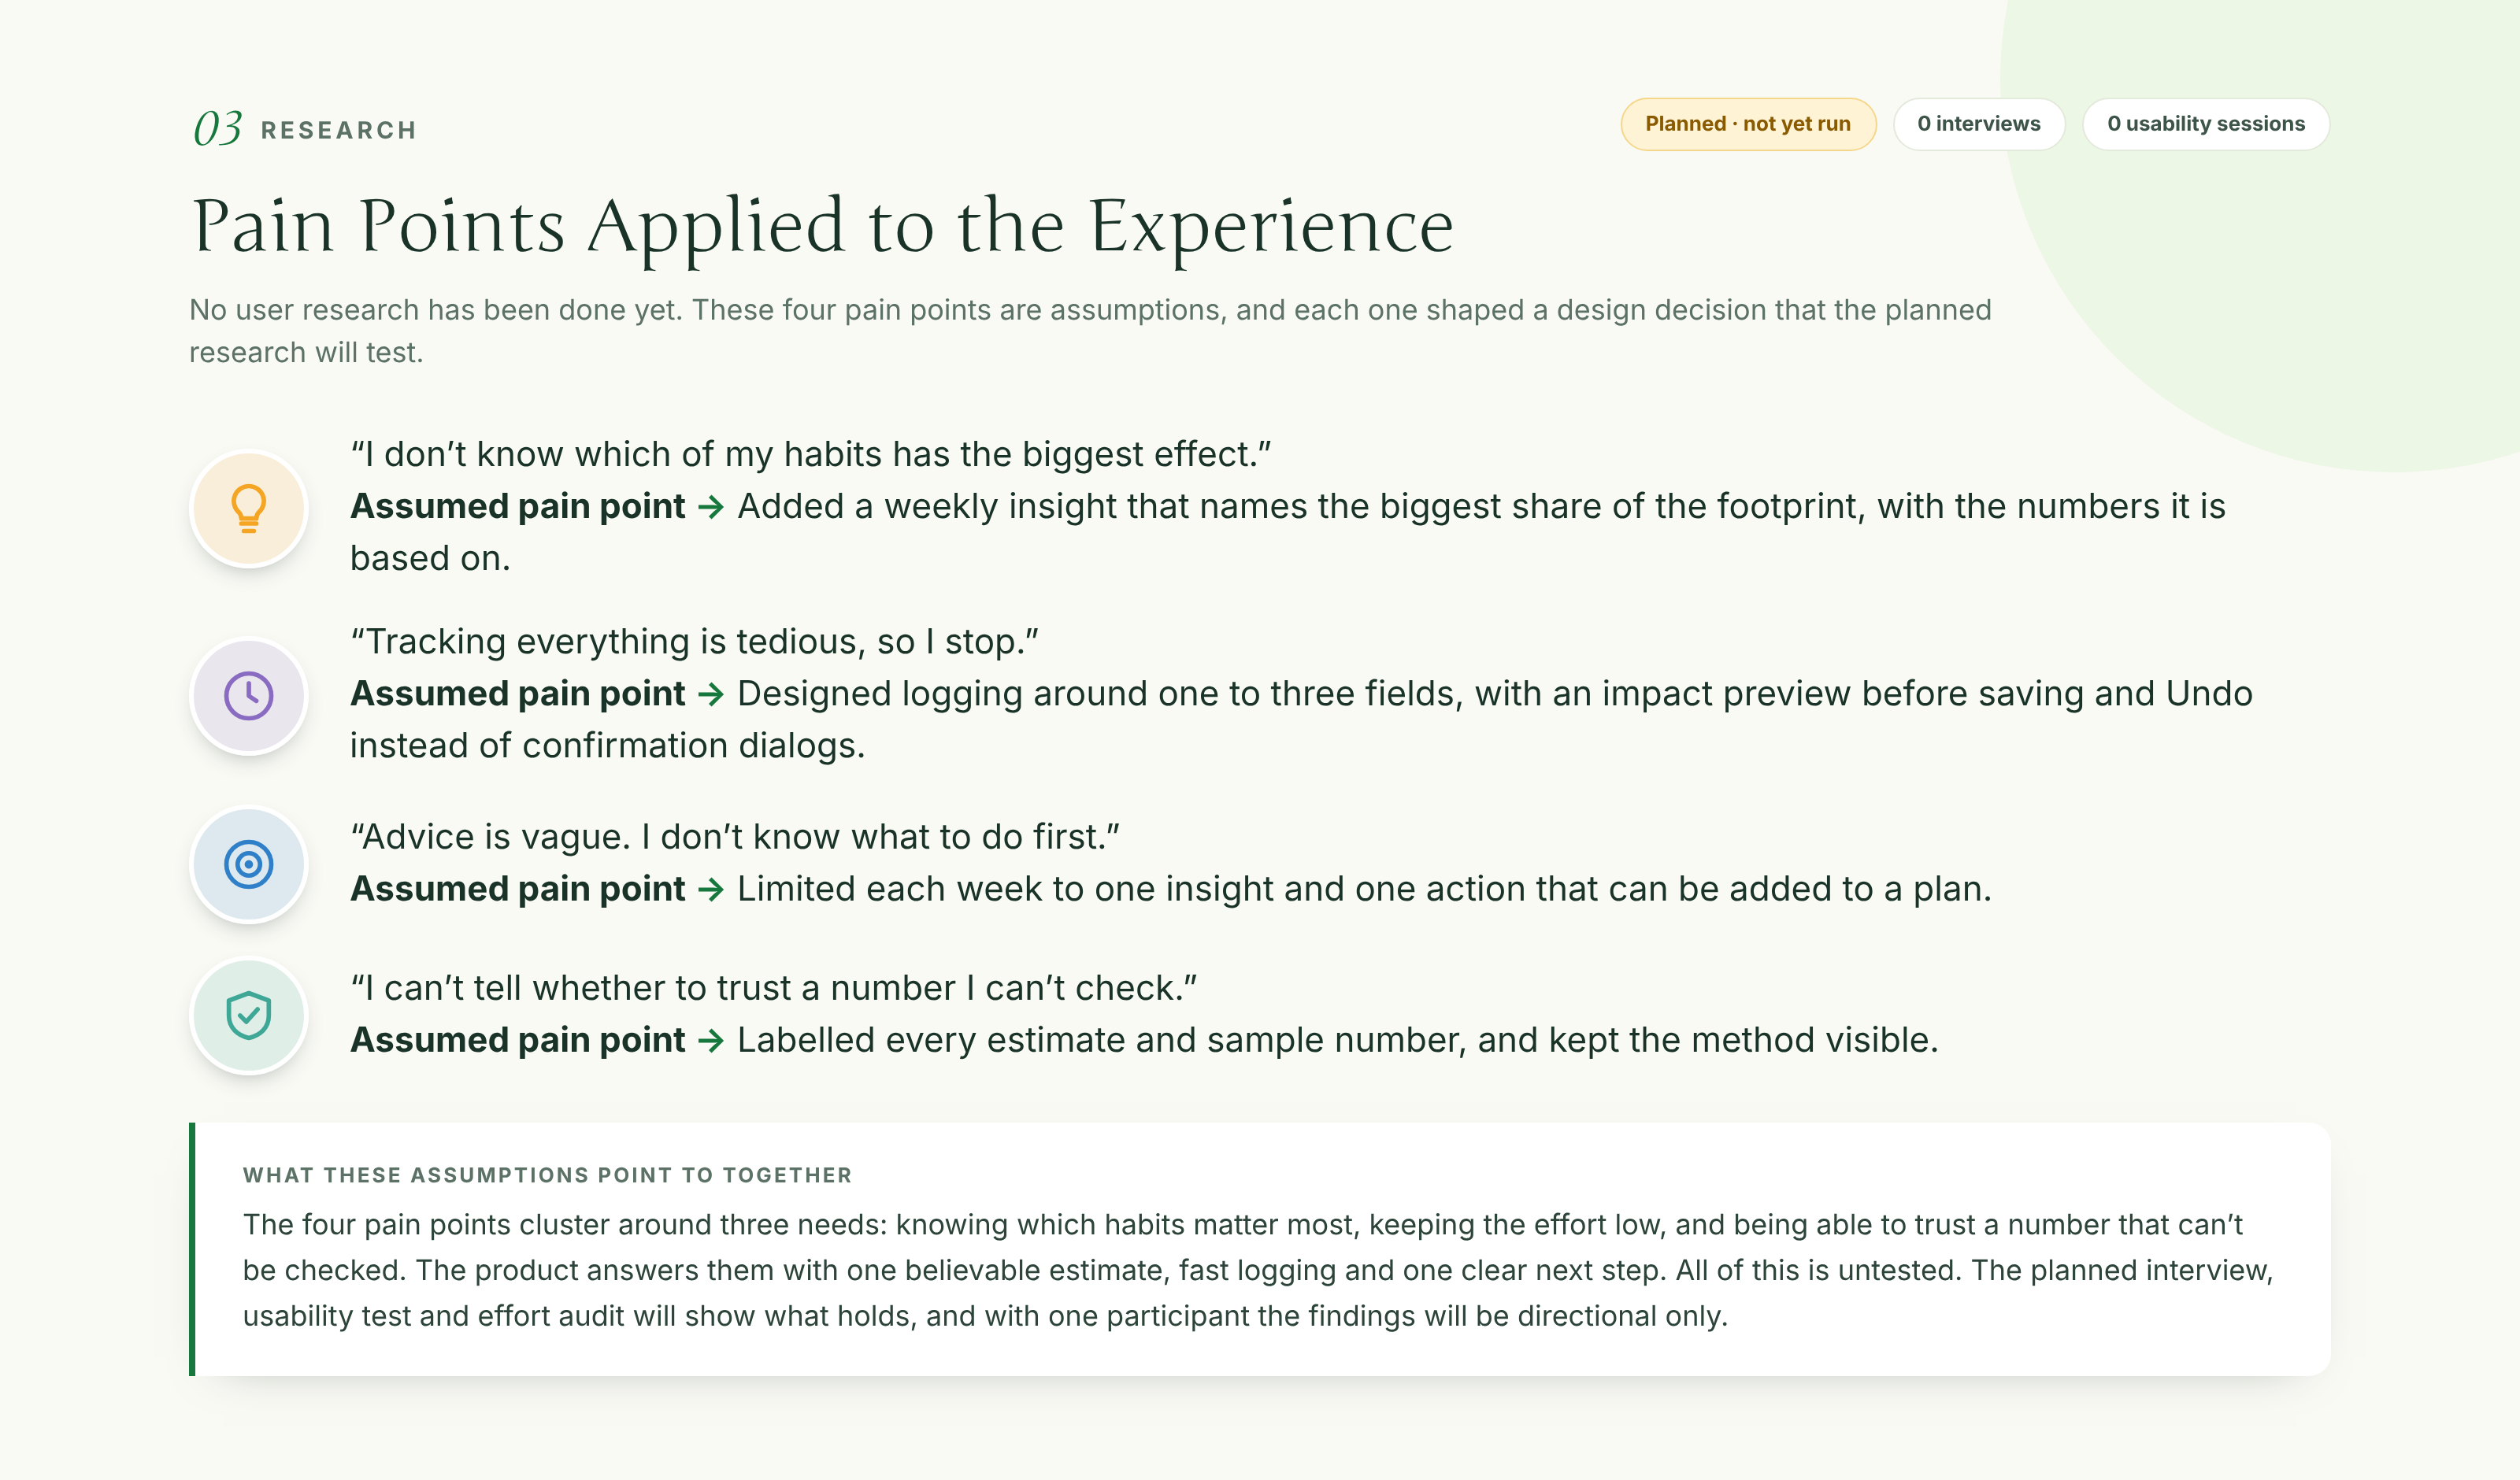 03 RESEARCH
Planned · not yet run
0 interviews
0 usability sessions
Pain Points Applied to the Experience
No user research has been done yet. These four pain points are assumptions, and each one shaped a design decision that the planned
research will test.
“I don’t know which of my habits has the biggest effect.”
Assumed pain point → Added a weekly insight that names the biggest share of the footprint, with the numbers it is
based on.
“Tracking everything is tedious, so I stop.”
Assumed pain point → Designed logging around one to three fields, with an impact preview before saving and Undo
instead of confirmation dialogs.
“Advice is vague. I don’t know what to do first.”
Assumed pain point → Limited each week to one insight and one action that can be added to a plan.
“I can’t tell whether to trust a number I can’t check.”
Assumed pain point → Labelled every estimate and sample number, and kept the method visible.
WHAT THESE ASSUMPTIONS POINT TO TOGETHER
The four pain points cluster around three needs: knowing which habits matter most, keeping the effort low, and being able to trust a number that can’t
be checked. The product answers them with one believable estimate, fast logging and one clear next step. All of this is untested. The planned interview,
usability test and effort audit will show what holds, and with one participant the findings will be directional only.